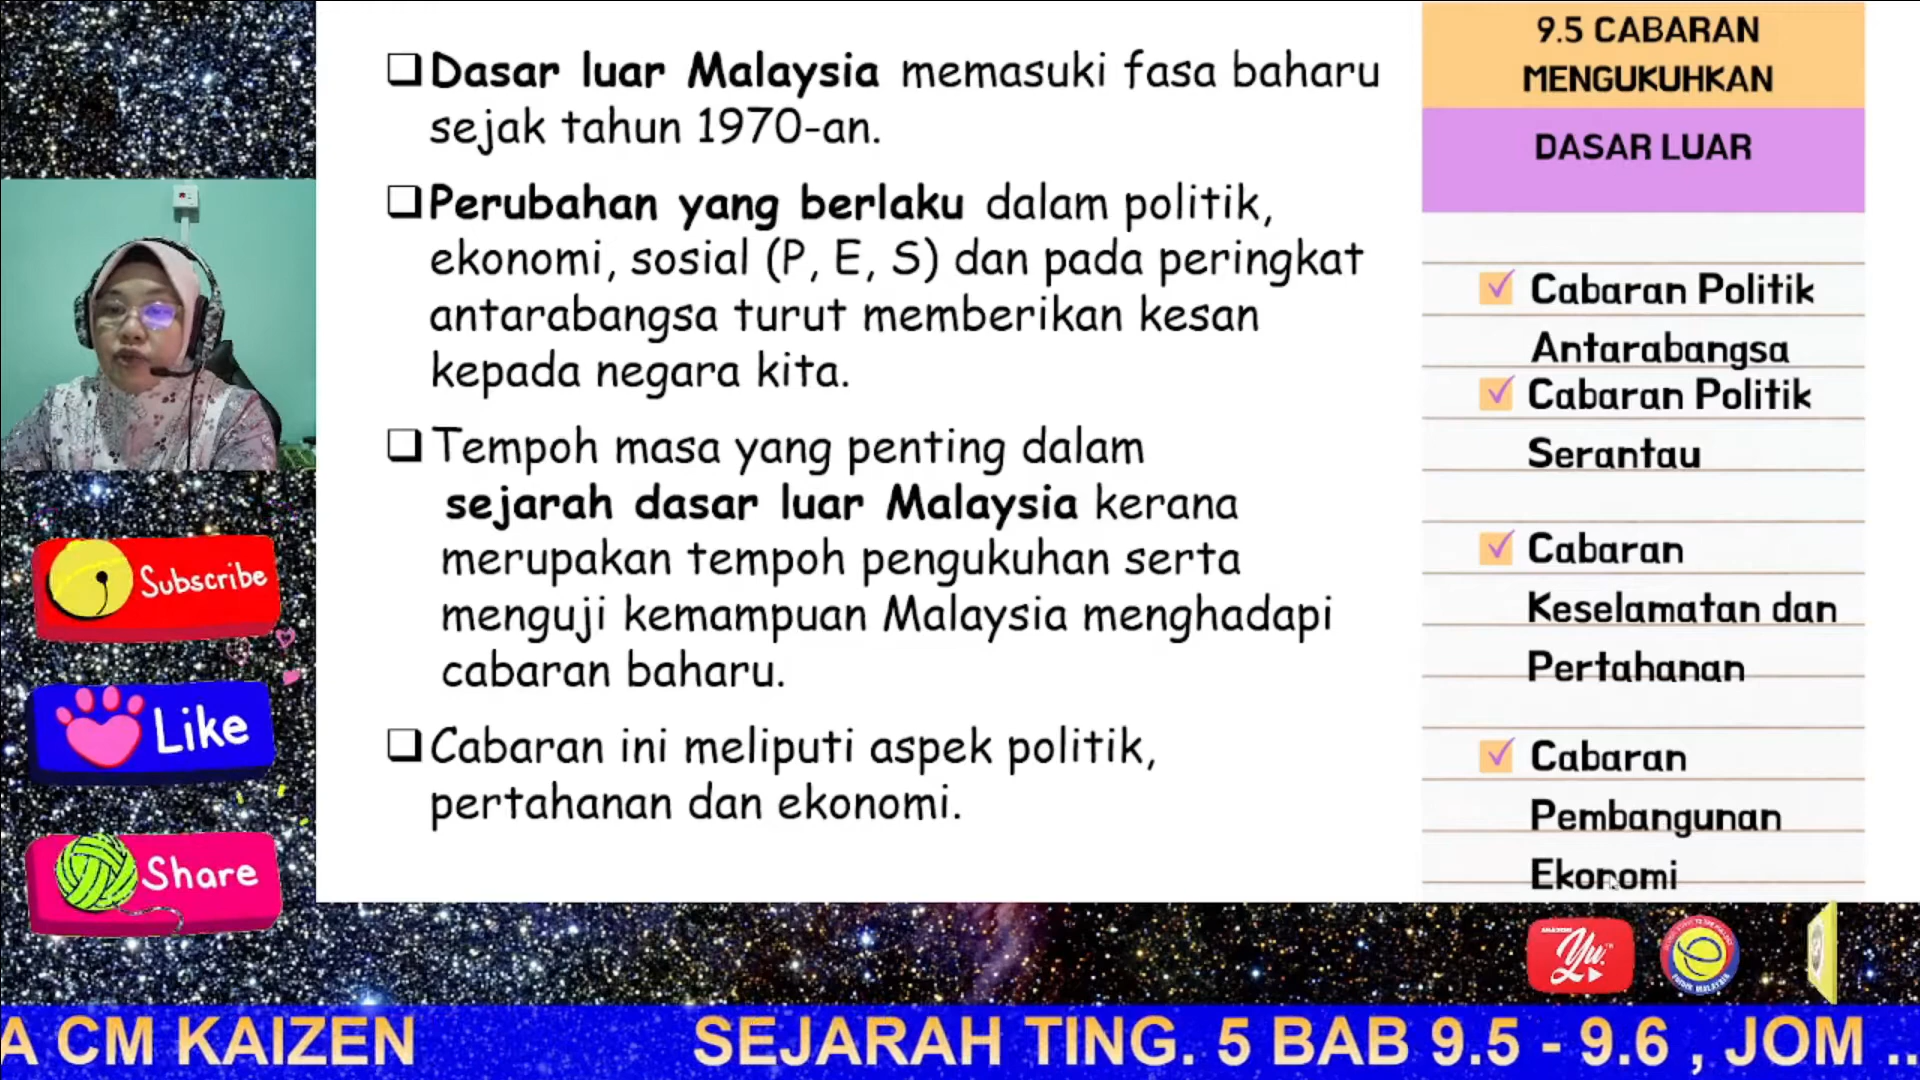 Dasar luar Malaysia memasuki fasa baharu
sejak tahun 1970-an.
Perubahan yang berlaku dalam politik,
ekonomi, sosial (P, E, S) dan pada peringkat
antarabangsa turut memberikan kesan
kepada negara kita.
Tempoh masa yang penting dalam
sejarah dasar luar Malaysia kerana
merupakan tempoh pengukuhan serta
menguji kemampuan Malaysia menghadapi
cabaran baharu.
Cabaran ini meliputi aspek politik,
pertahanan dan ekonomi.
9.5 CABARAN
MENGUKUHKAN
DASAR LUAR
Cabaran Politik
Antarabangsa
Cabaran Politik
Serantau
Cabaran
Keselamatan dan
Pertahanan
Cabaran
Pembangunan
Ekonomi
Subscribe
Like
Share
Yu
A CM KAIZEN SEJARAH TING. 5 BAB 9.5 - 9.6 , JOM ..